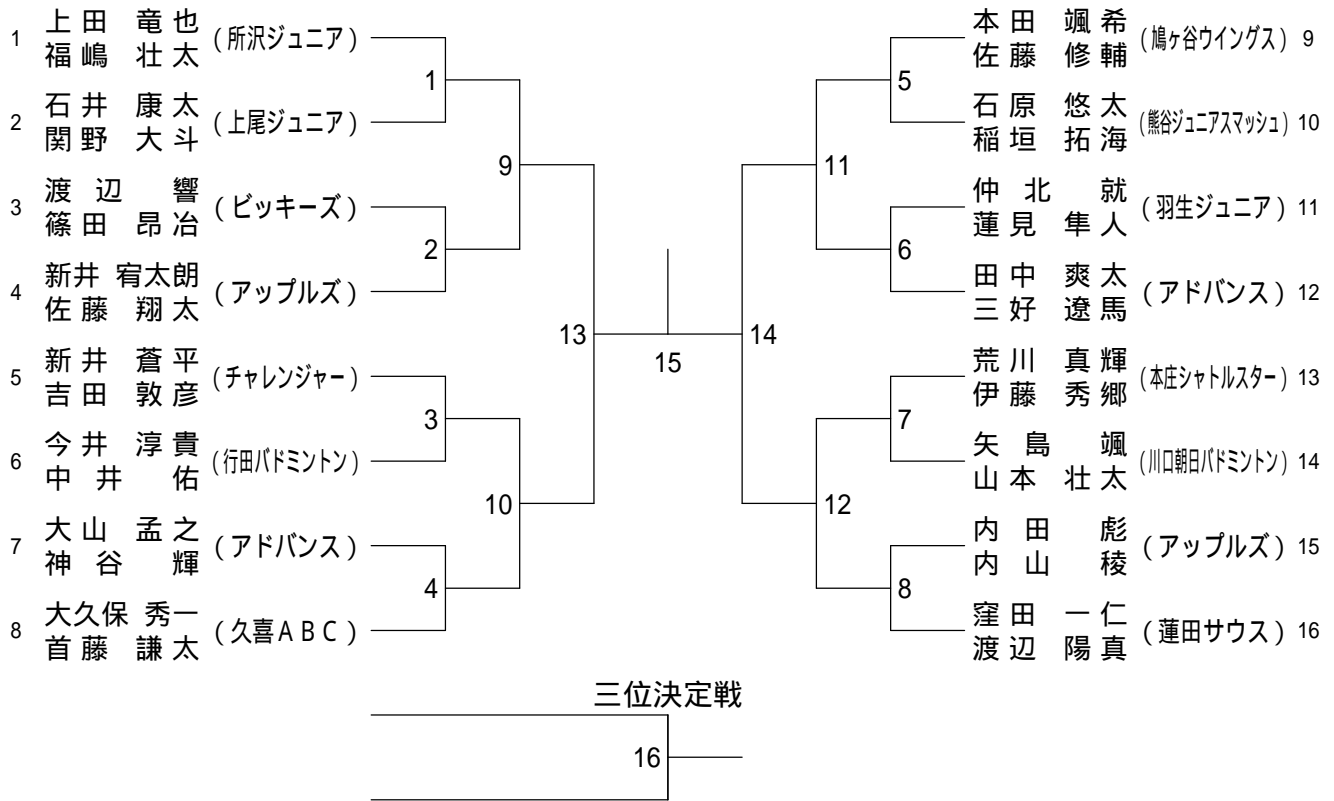 1 上田 竜也 (所沢ジュニア)
福嶋 壮太
1
2 石井 康太 (上尾ジュニア)
関野 大斗
9
3 渡辺 響 (ビッキーズ)
篠田 昂冶
2
4 新井 宥太朗 (アップルズ)
佐藤 翔太
13
5 新井 蒼平 (チャレンジャー)
吉田 敦彦
3
6 今井 淳貴 (行田バドミントン)
中井 佑
10
7 大山 孟之 (アドバンス)
神谷 輝
4
8 大久保 秀一 (久喜ABC)
首藤 謙太
15
本田 颯希 (鳩ヶ谷ウイングス) 9
佐藤 修輔
5
石原 悠太 (熊谷ジュニアスマッシュ) 10
稲垣 拓海
11
仲北 就 (羽生ジュニア) 11
蓮見 隼人
6
田中 爽太 (アドバンス) 12
三好 遼馬
14
荒川 真輝 (本庄シャトルスター) 13
伊藤 秀郷
7
矢島 颯 (川口朝日バドミントン) 14
山本 壮太
12
内田 彪 (アップルズ) 15
内山 稜
8
窪田 一仁 (蓮田サウス) 16
渡辺 陽真
三位決定戦
16